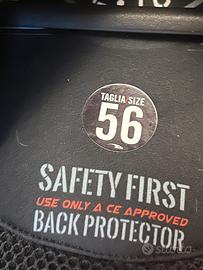 TAGLIA/SIZE
56
SAFETY FIRST
USE ONLY A CE APPROVED
BACK PROTECTOR